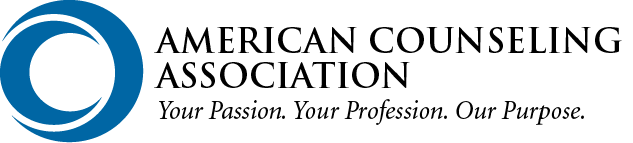 AMERICAN COUNSELING
ASSOCIATION
Your Passion. Your Profession. Our Purpose.